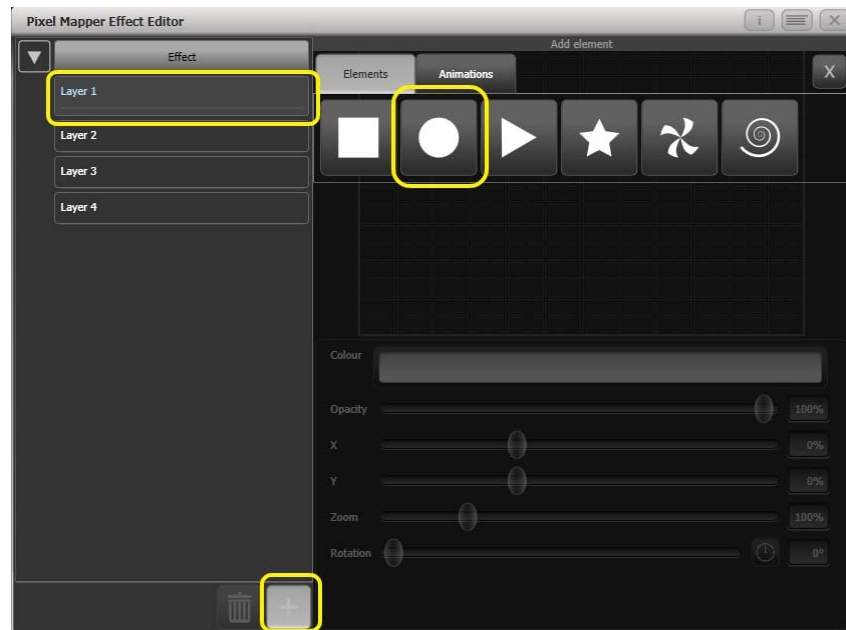 Pixel Mapper Effect Editor
i
X
Effect
Add element
Elements
Animations
X
Layer 1
Layer 2
Layer 3
Layer 4
Colour
Opacity 100%
X 0%
Y 0%
Zoom 100%
Rotation 0°
+